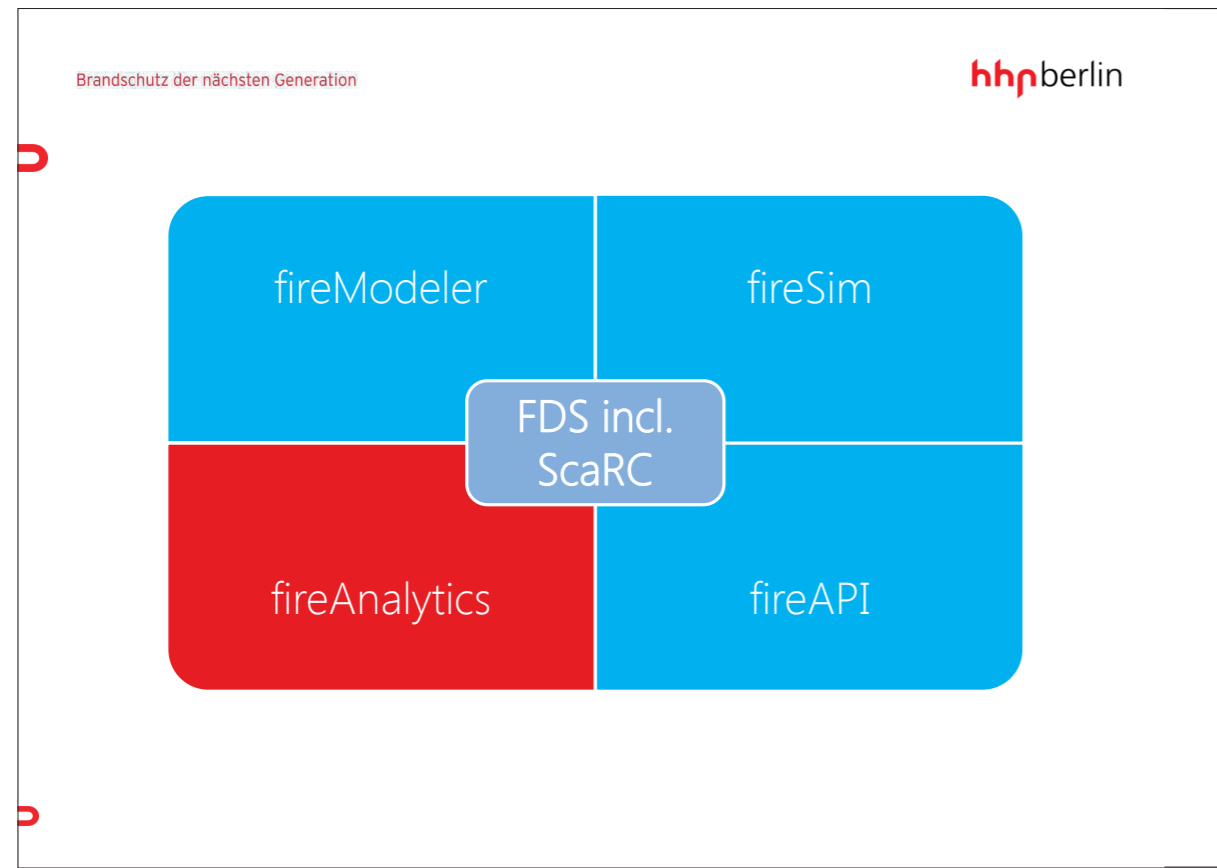 Brandschutz der nächsten Generation
hhpberlin
fireModeler
fireSim
FDS incl.
ScaRC
fireAnalytics
fireAPI